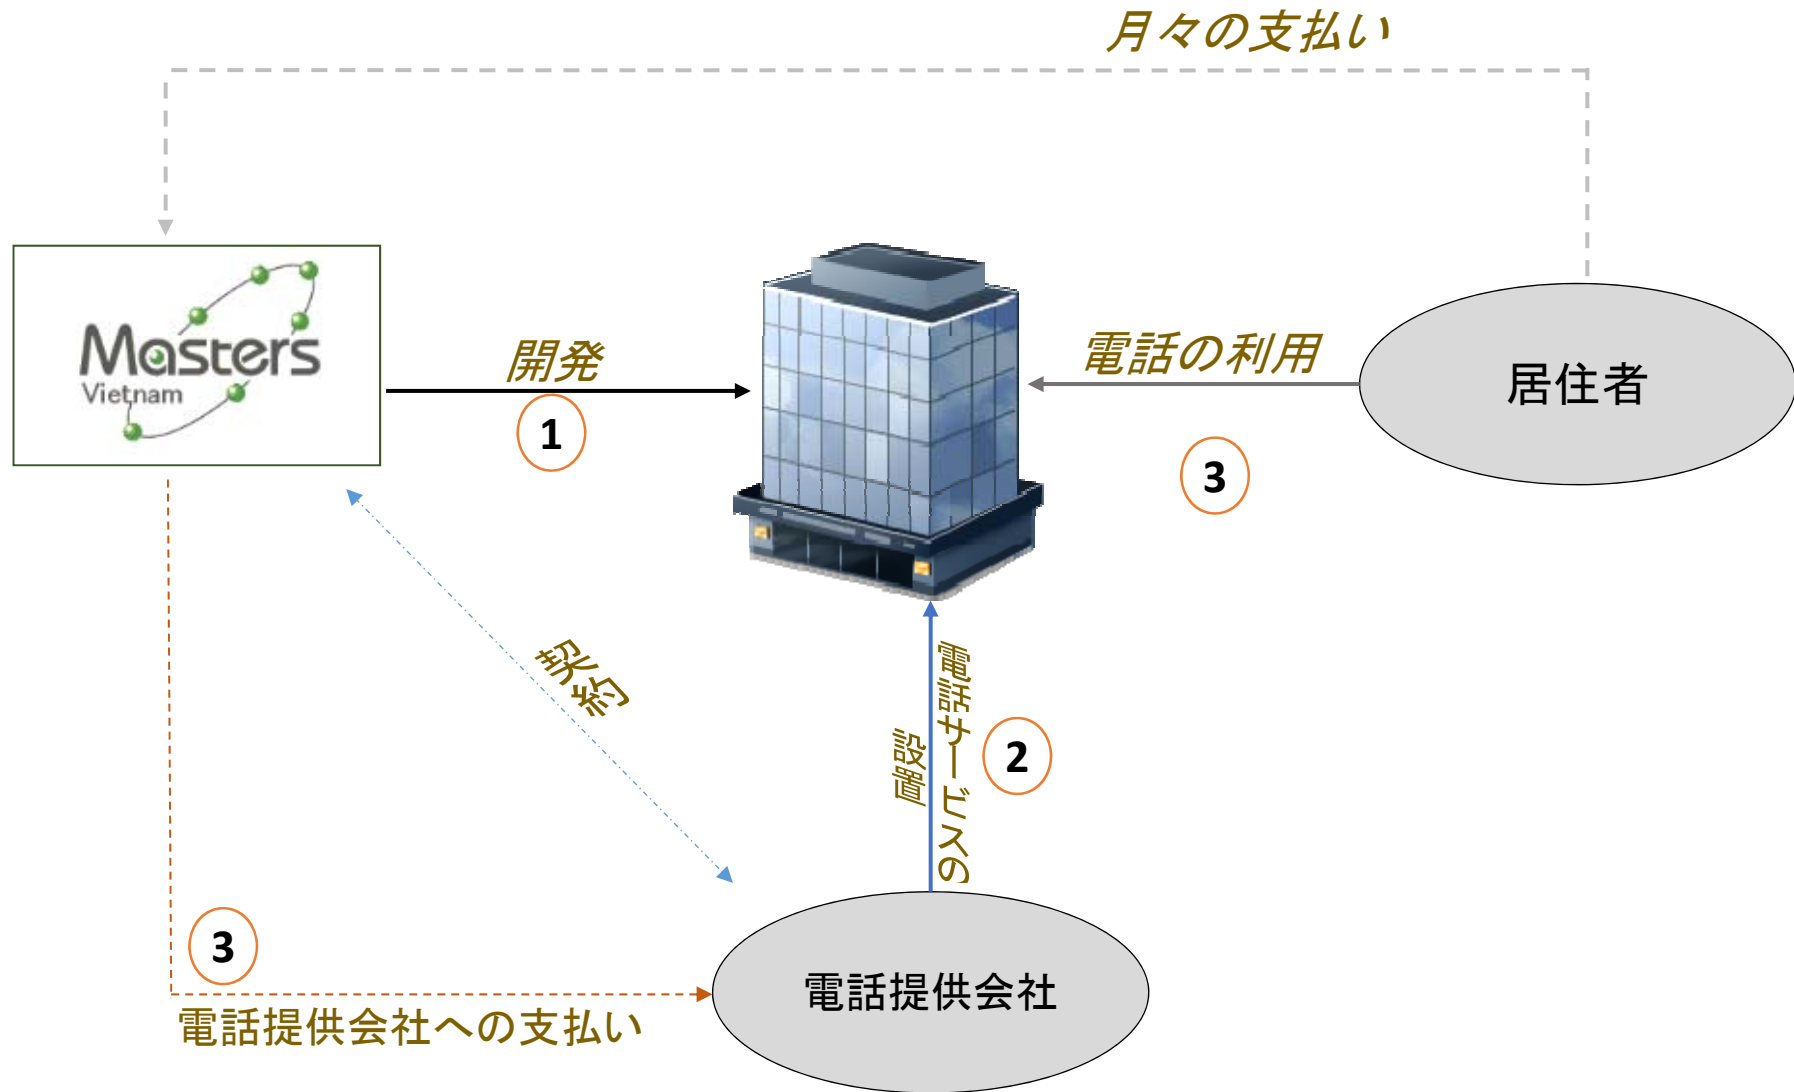 月々の支払い
Masters
Vietnam
開発
1
電話の利用
3
居住者
契約
電話サービスの
設置
2
3
電話提供会社への支払い
電話提供会社